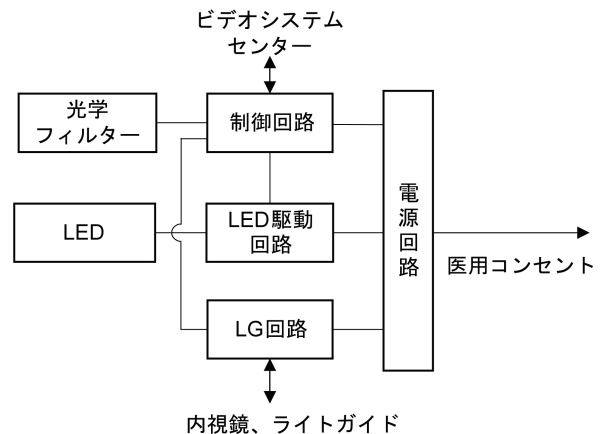 ビデオシステム
センター
光学
フィルター
制御回路
LED
LED駆動
回路
電源回路
医用コンセント
LG回路
内視鏡、ライトガイド